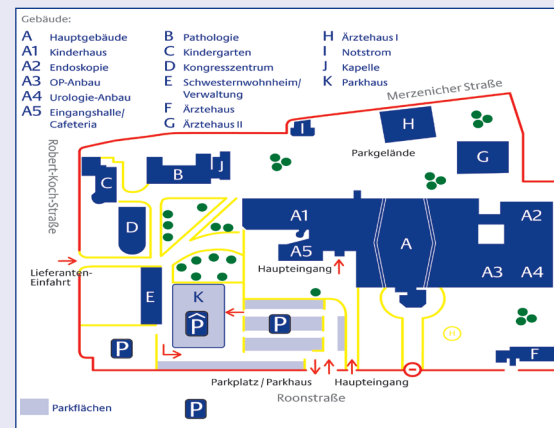 Gebäude:
A Hauptgebäude
A1 Kinderhaus
A2 Endoskopie
A3 OP-Anbau
A4 Urologie-Anbau
A5 Eingangshalle/
Cafeteria
B Pathologie
C Kindergarten
D Kongresszentrum
E Schwesternwohnheim/
Verwaltung
F Ärztehaus
G Ärztehaus II
H Ärztehaus I
I Notstrom
J Kapelle
K Parkhaus
Merzenicher Straße
Robert-Koch-Straße
I
H
Parkgelände
G
J
B
C
D
A1
A2
A
A5
Haupteingang
A3
A4
Lieferanten-
Einfahrt
E
K
P
P
H
P
F
Parkplatz / Parkhaus
Haupteingang
Roonstraße
Parkflächen
P